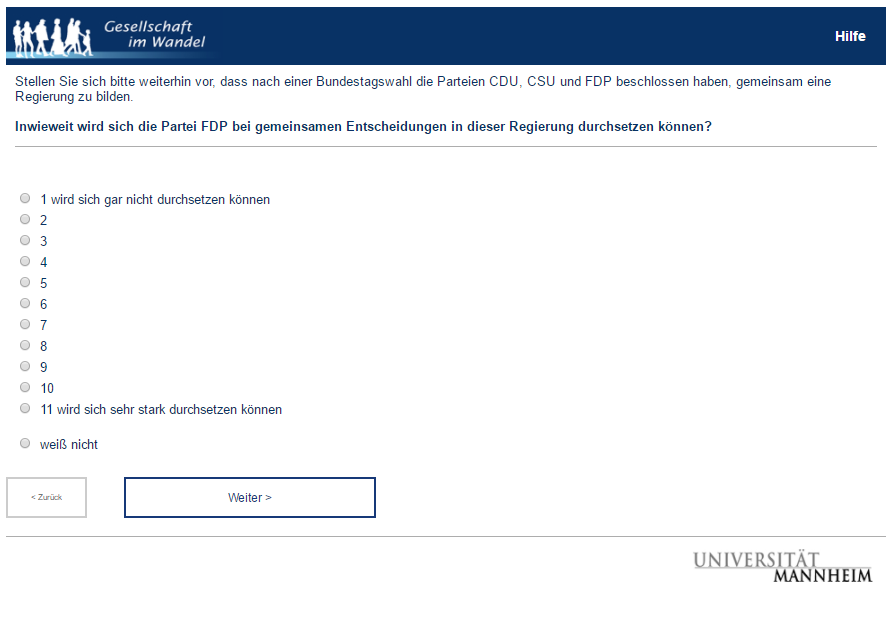 Gesellschaft
im Wandel
Hilfe
Stellen Sie sich bitte weiterhin vor, dass nach einer Bundestagswahl die Parteien CDU, CSU und FDP beschlossen haben, gemeinsam eine
Regierung zu bilden.
Inwieweit wird sich die Partei FDP bei gemeinsamen Entscheidungen in dieser Regierung durchsetzen können?
1 wird sich gar nicht durchsetzen können
2
3
4
5
6
7
8
9
10
11 wird sich sehr stark durchsetzen können
weiß nicht
< Zurück
Weiter >
UNIVERSITÄT
MANNHEIM